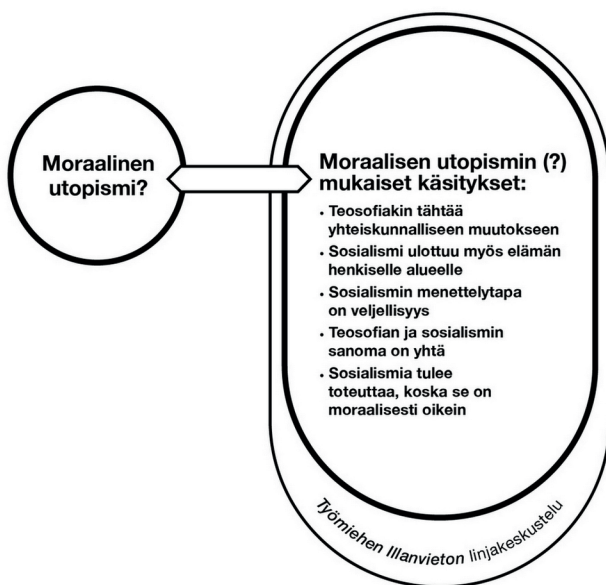 Moraalinen
utopismi?
Moraalisen utopismin (?)
mukaiset käsitykset:
• Teosofiakin tähtää
yhteiskunnalliseen muutokseen
• Sosialismi ulottuu myös elämän
henkiselle alueelle
• Sosialismin menettelytapa
on veljellisyys
• Teosofian ja sosialismin
sanoma on yhtä
• Sosialismia tulee
toteuttaa, koska se on
moraalisesti oikein
Työmiehen Illanvieton linjakeskustelu